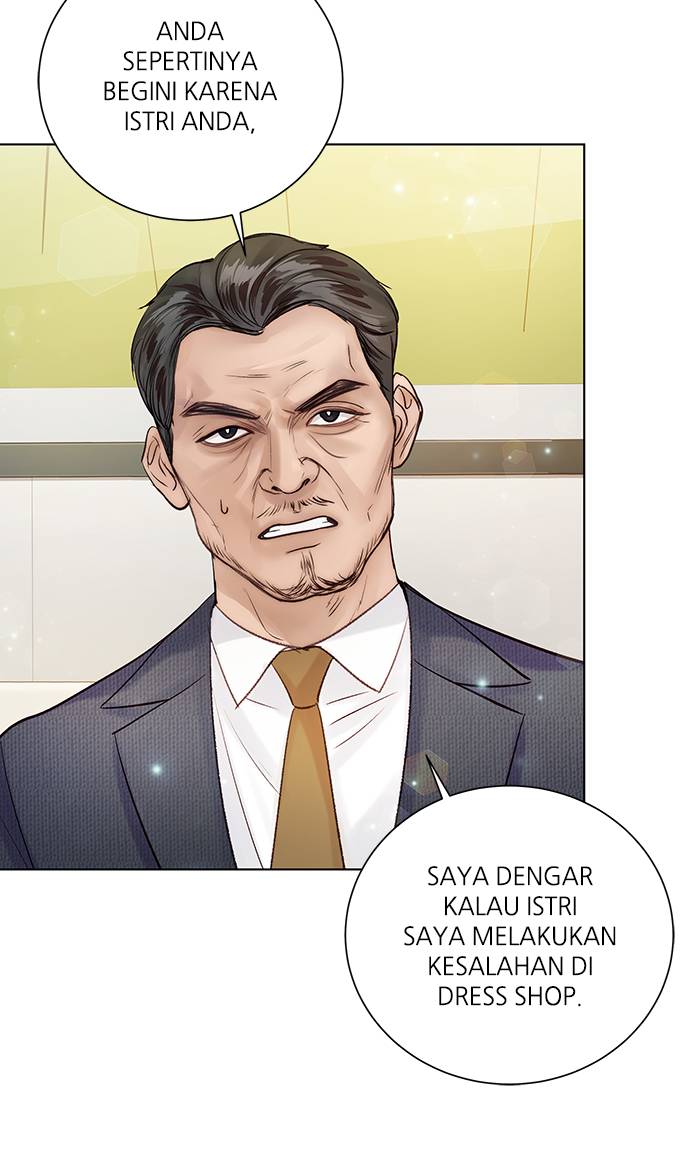 ANDA
SEPERTINYA
BEGINI KARENA
ISTRI ANDA,
SAYA DENGAR
KALAU ISTRI
SAYA MELAKUKAN
KESALAHAN DI
DRESS SHOP.